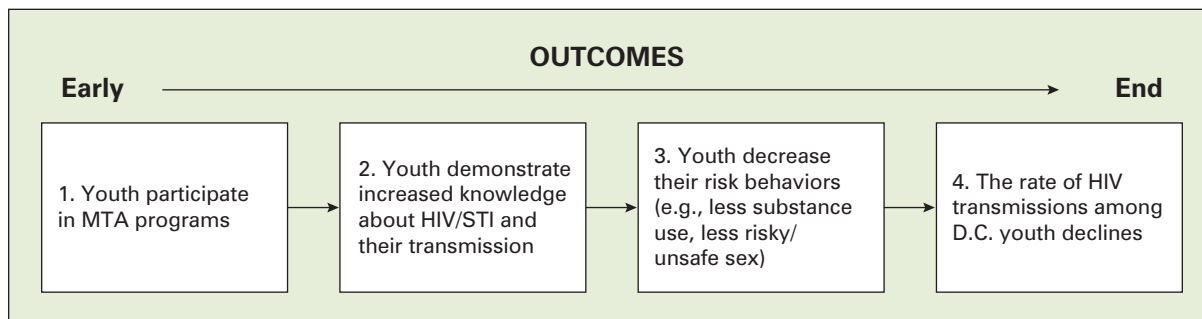 OUTCOMES
Early
End
1. Youth participate
in MTA programs
2. Youth demonstrate
increased knowledge
about HIV/STI and
their transmission
3. Youth decrease
their risk behaviors
(e.g., less substance
use, less risky/
unsafe sex)
4. The rate of HIV
transmissions among
D.C. youth declines